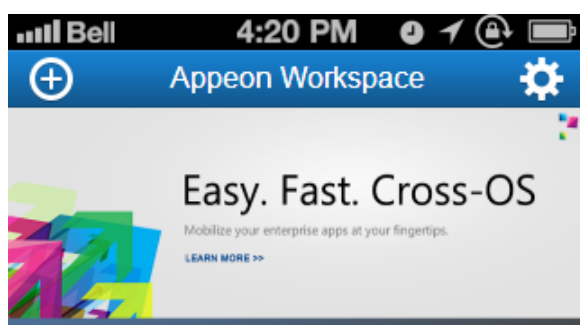 Bell 4:20 PM
Appeon Workspace
Easy. Fast. Cross-OS
Mobilize your enterprise apps at your fingertips.
LEARN MORE >>